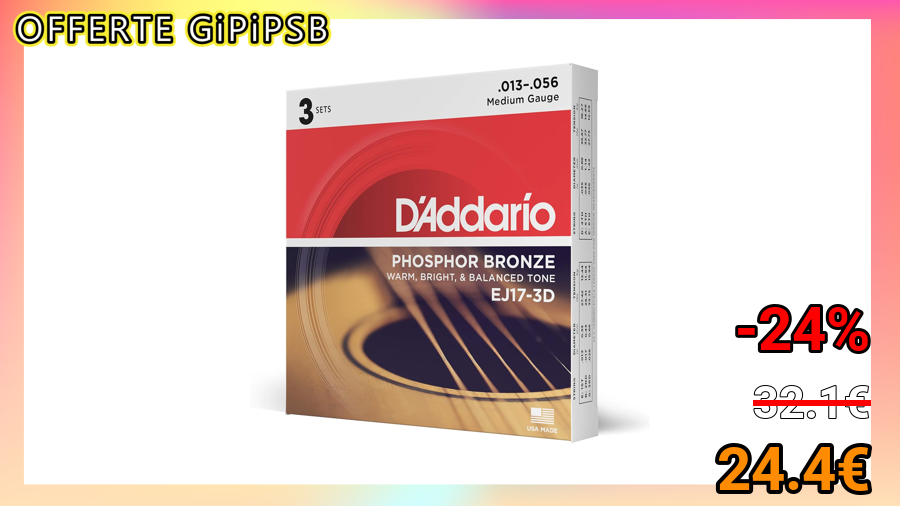 OFFERTE GiPiPSB
3 SETS
.013-.056
Medium Gauge
D'Addario
PHOSPHOR BRONZE
WARM, BRIGHT, & BALANCED TONE
EJ17-3D
USA MADE
-24%
32.1€
24.4€